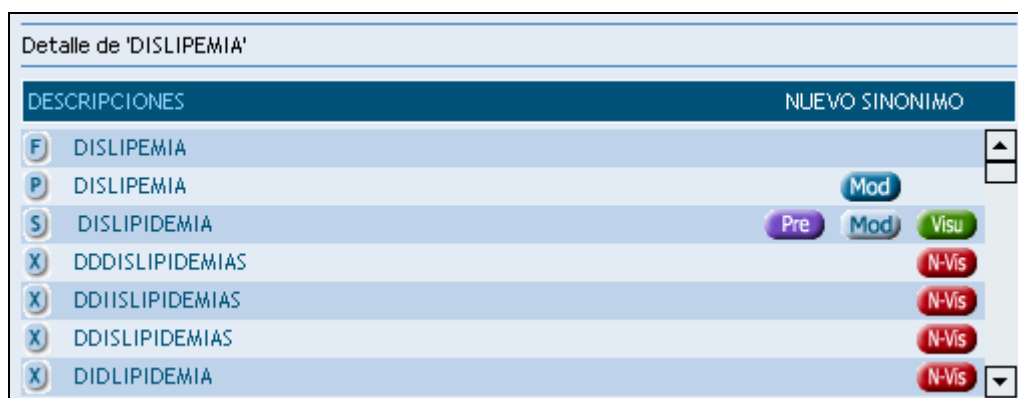 Detalle de 'DISLIPEMIA'
DESCRIPCIONES NUEVO SINONIMO
F DISLIPEMIA
P DISLIPEMIA Mod
S DISLIPIDEMIA Pre Mod Visu
X DDDISLIPIDEMIAS N-Vis
X DDIISLIPIDEMIAS N-Vis
X DDISLIPIDEMIAS N-Vis
X DIDLIPIDEMIA N-Vis